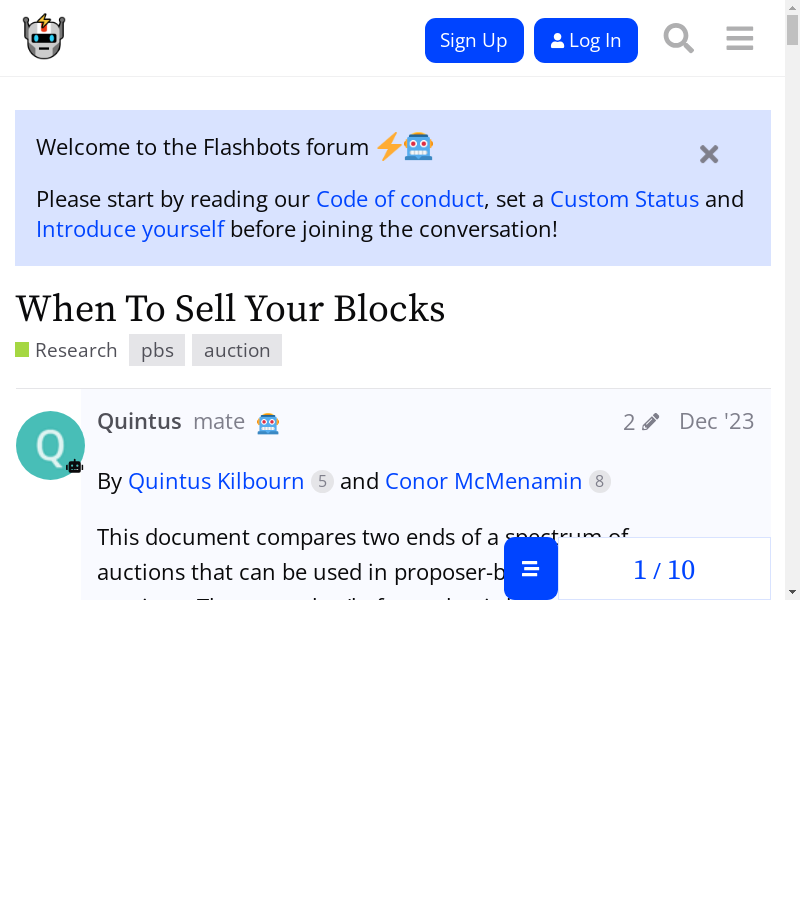 Sign Up
Log In
Welcome to the Flashbots forum
Please start by reading our Code of conduct, set a Custom Status and
Introduce yourself before joining the conversation!
When To Sell Your Blocks
Research pbs auction
Quintus mate 2 Dec '23
Q
By Quintus Kilbourn 5 and Conor McMenamin 8
This document compares two ends of a spectrum of
auctions that can be used in proposer-b
1 / 10